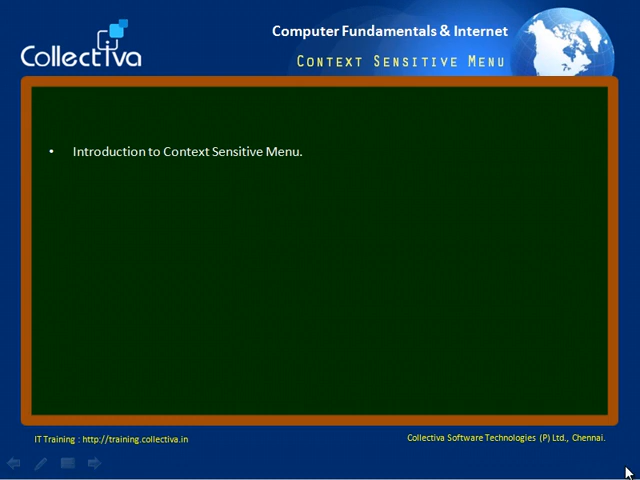 Computer Fundamentals & Internet
Collectiva
Context Sensitive Menu
• Introduction to Context Sensitive Menu.
IT Training : http://training.collectiva.in
Collectiva Software Technologies (P) Ltd., Chennai.